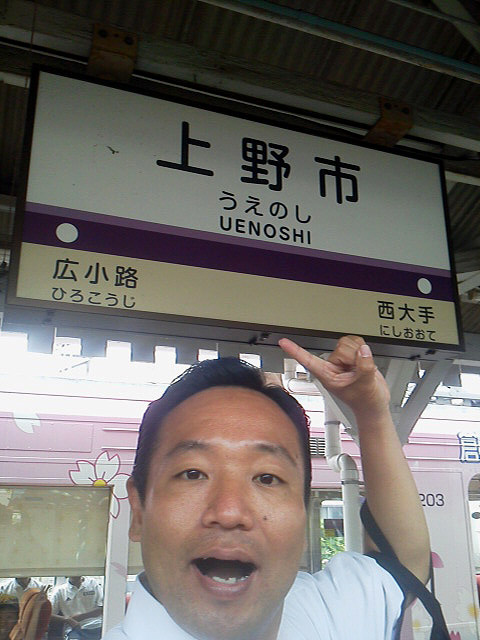 上野市
うえのし
UENOSHI
広小路
ひろこうじ
西大手
にしおおて
203